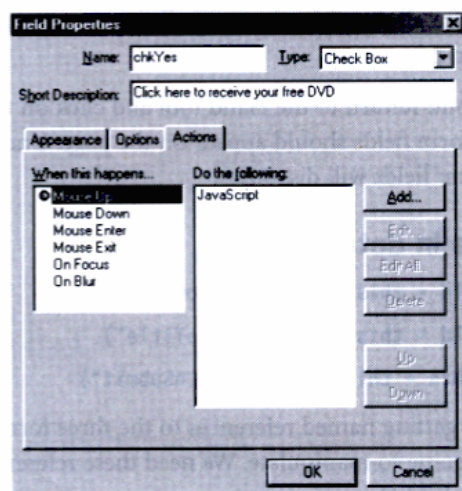 Field Properties
Name: chkYes Type: Check Box
Short Description: Click here to receive your free DVD
Appearance Options Actions
When this happens... Do the following:
Mouse Up JavaScript Add...
Mouse Down Edit...
Mouse Enter Edit All...
Mouse Exit Delete
On Focus
On Blur
Up
Down
OK Cancel